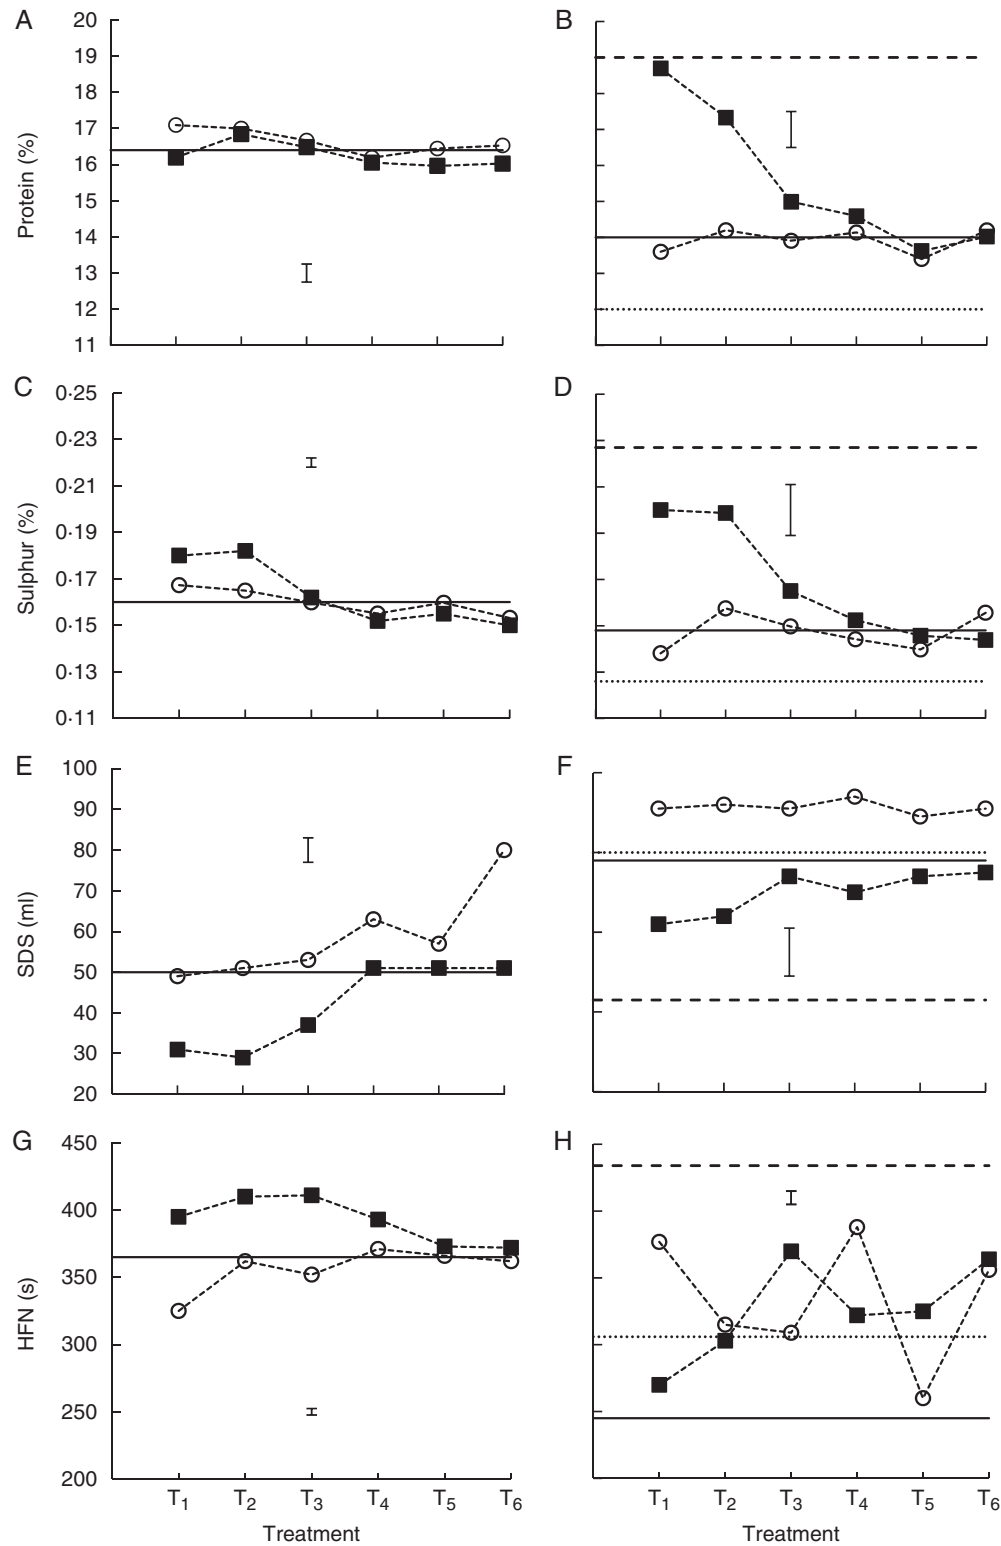 A
B
20
19
18
17
16
15
14
13
12
11
Protein (%)
C
D
0·25
0·23
0·21
0·19
0·17
0·15
0·13
0·11
Sulphur (%)
E
F
100
90
80
70
60
50
40
30
20
SDS (ml)
G
H
450
400
350
300
250
200
HFN (s)
T1 T2 T3 T4 T5 T6
Treatment
T1 T2 T3 T4 T5 T6
Treatment